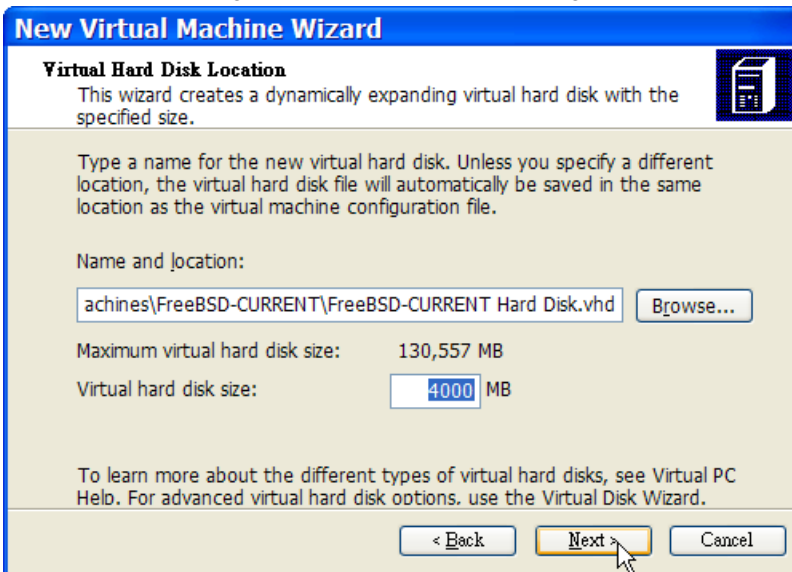 New Virtual Machine Wizard
Virtual Hard Disk Location
This wizard creates a dynamically expanding virtual hard disk with the
specified size.
Type a name for the new virtual hard disk. Unless you specify a different
location, the virtual hard disk file will automatically be saved in the same
location as the virtual machine configuration file.
Name and location:
achines\FreeBSD-CURRENT\FreeBSD-CURRENT Hard Disk.vhd Browse...
Maximum virtual hard disk size: 130,557 MB
Virtual hard disk size: 4000 MB
To learn more about the different types of virtual hard disks, see Virtual PC
Help. For advanced virtual hard disk options, use the Virtual Disk Wizard.
< Back Next > Cancel